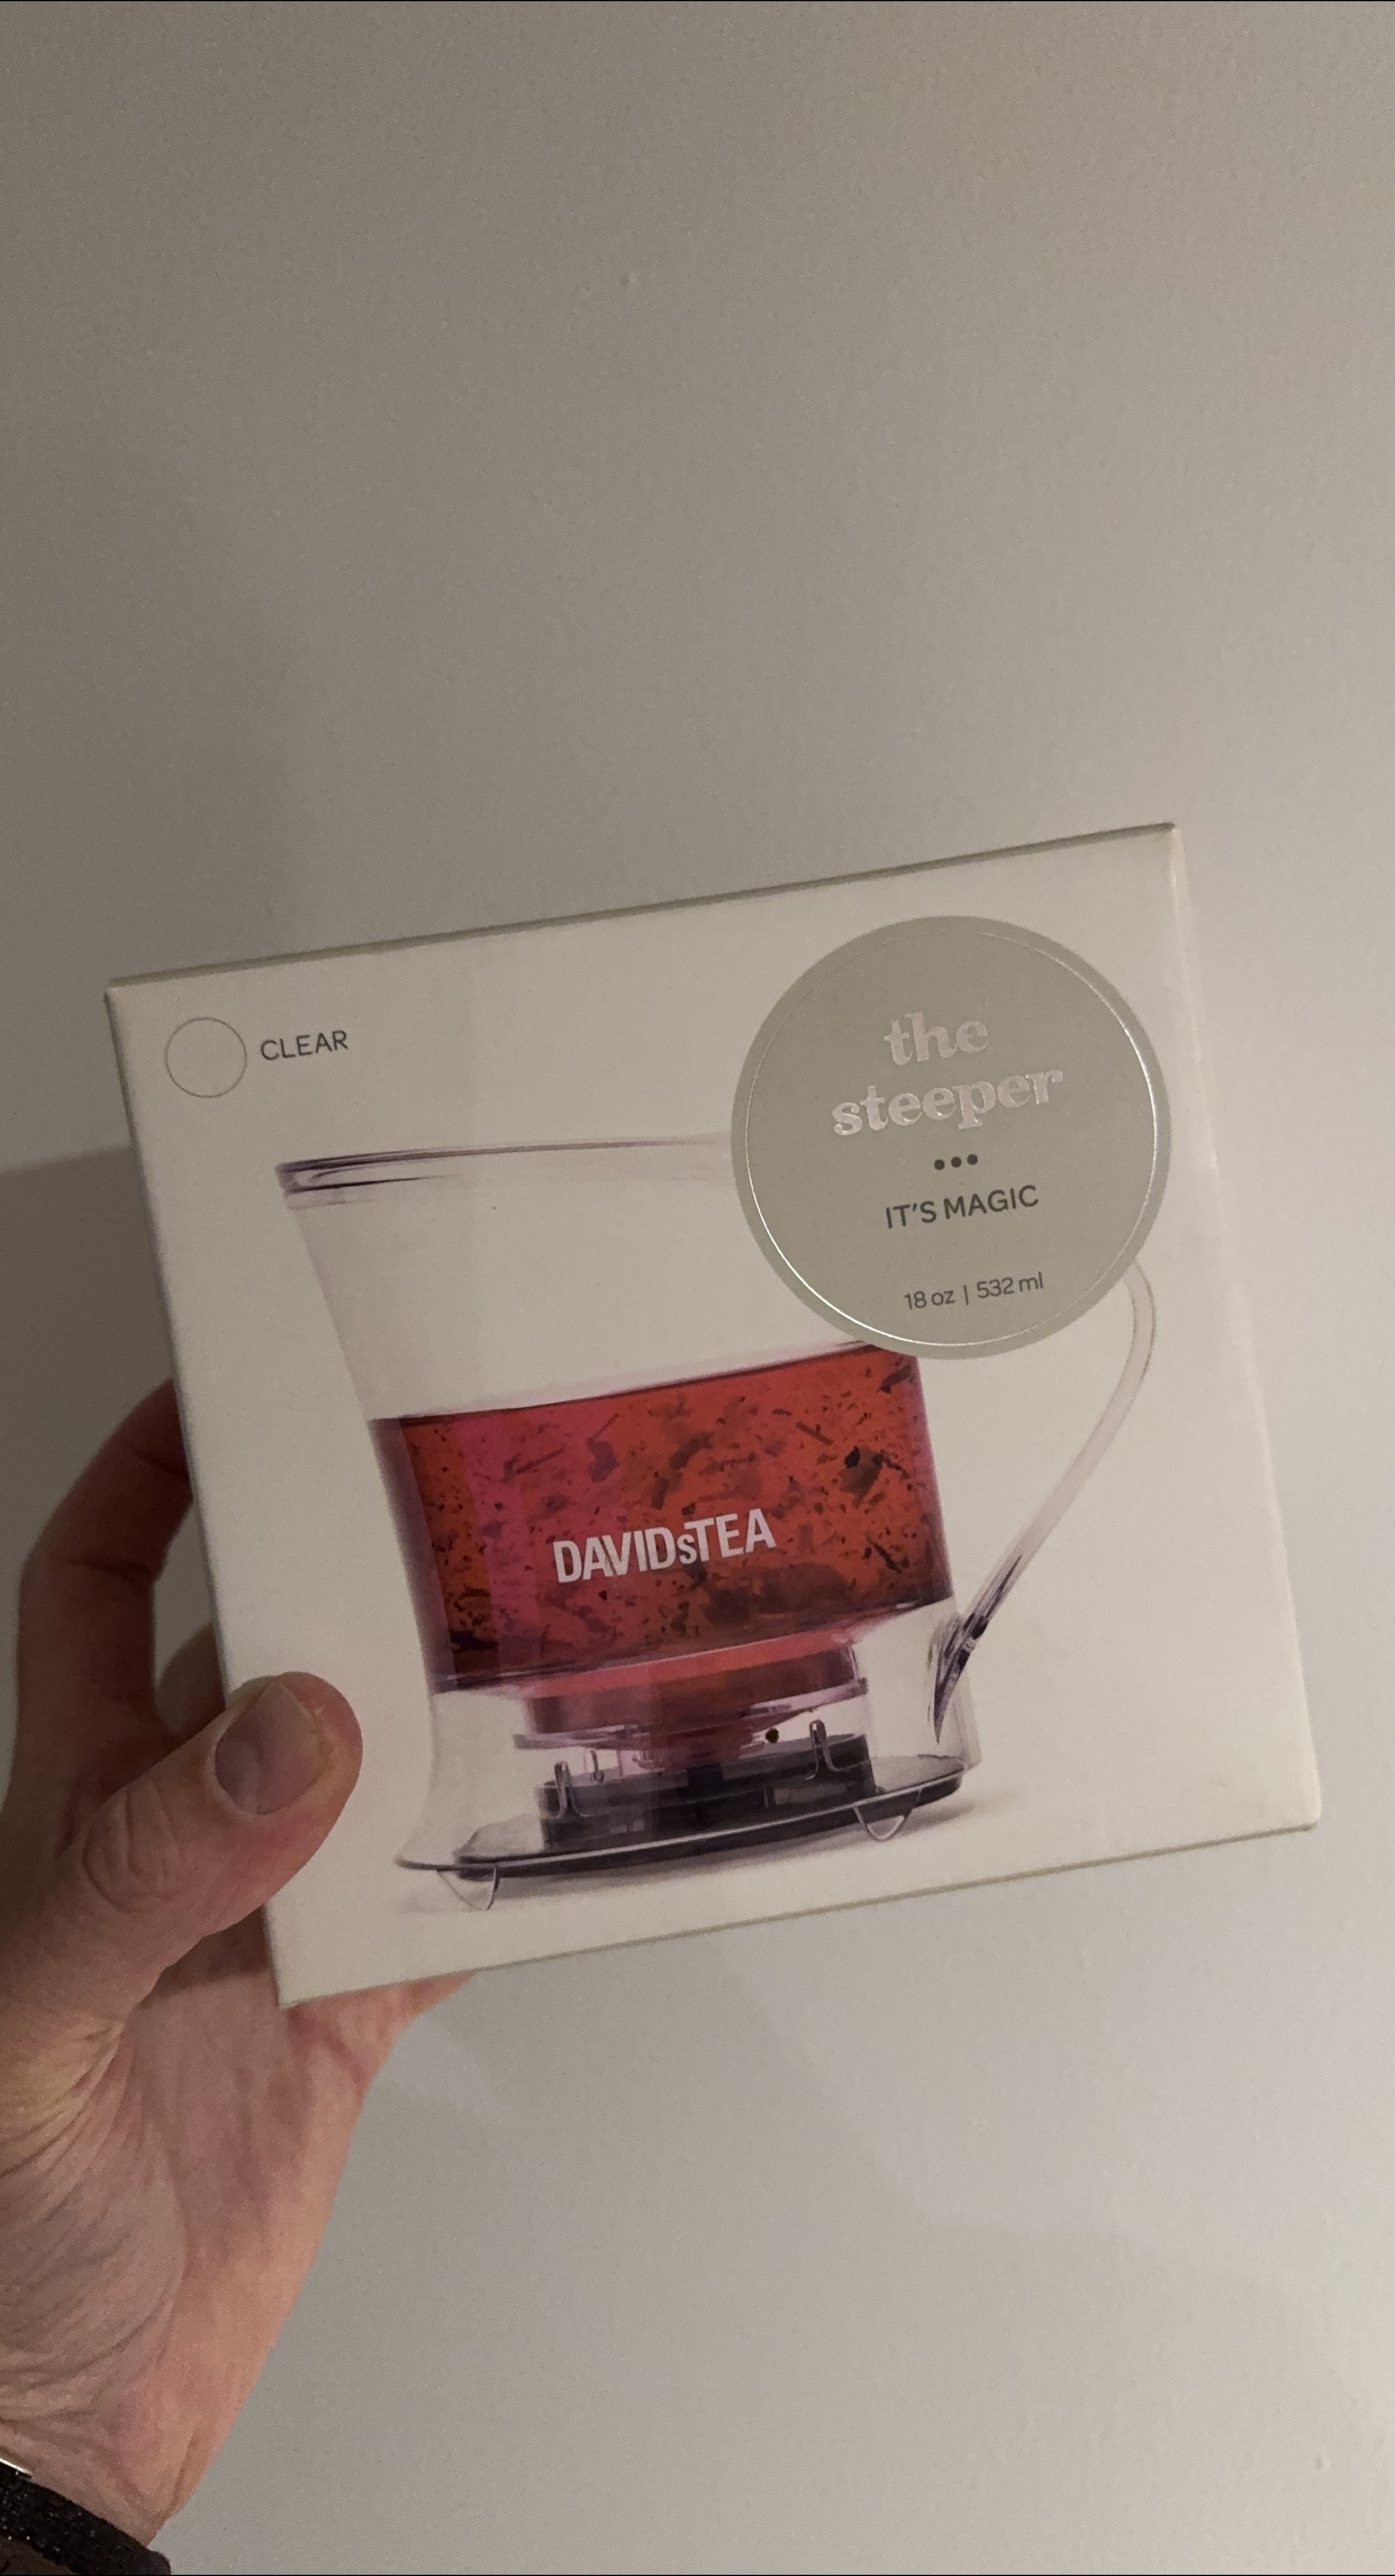 CLEAR
the
steeper
•••
IT'S MAGIC
18 oz | 532 ml
DAVIDsTEA